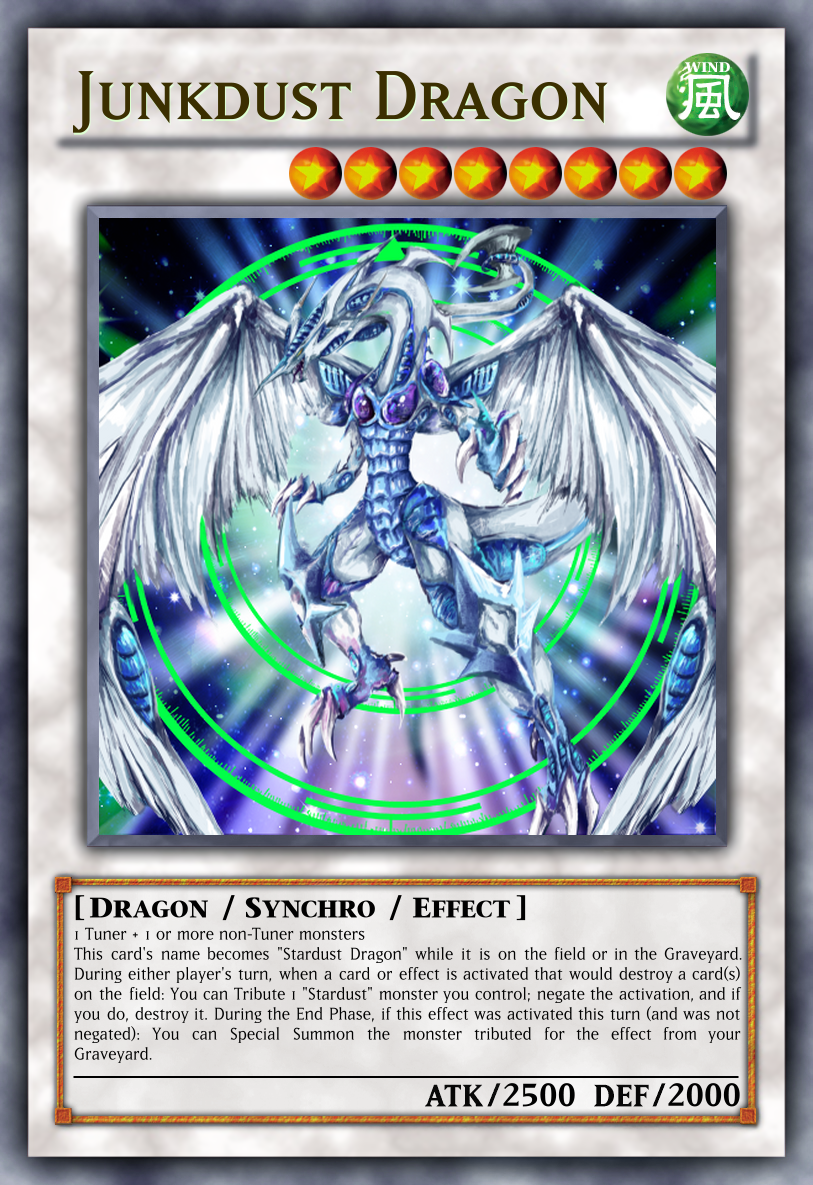 Junkdust Dragon
WIND
風
[ Dragon / Synchro / Effect ]
1 Tuner + 1 or more non-Tuner monsters
This card's name becomes "Stardust Dragon" while it is on the field or in the Graveyard.
During either player's turn, when a card or effect is activated that would destroy a card(s)
on the field: You can Tribute 1 "Stardust" monster you control; negate the activation, and if
you do, destroy it. During the End Phase, if this effect was activated this turn (and was not
negated): You can Special Summon the monster tributed for the effect from your
Graveyard.
ATK/2500 DEF/2000